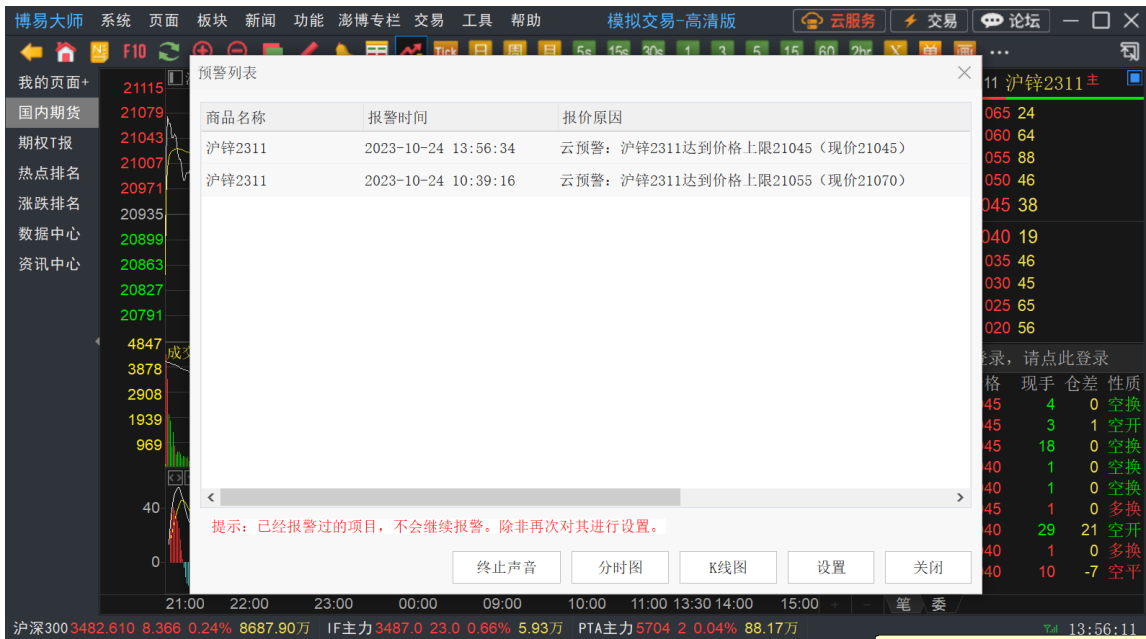 博易大师 系统 页面 板块 新闻 功能 澎博专栏 交易 工具 帮助 模拟交易-高清版 云服务 交易 论坛
F10 Tick 日 周 月 5s 15s 30s 1 3 5 15 60 2hr X 单 画 ...
我的页面+
国内期货
期权T报
热点排名
涨跌排名
数据中心
资讯中心
21115
21079
21043
21007
20971
20935
20899
20863
20827
20791
4847
3878
2908
1939
969
40
0
预警列表
商品名称 报警时间 报价原因
沪锌2311 2023-10-24 13:56:34 云预警：沪锌2311达到价格上限21045（现价21045）
沪锌2311 2023-10-24 10:39:16 云预警：沪锌2311达到价格上限21055（现价21070）
提示：已经报警过的项目，不会继续报警。除非再次对其进行设置。
终止声音 分时图 K线图 设置 关闭
11 沪锌2311主
065 24
060 64
055 88
050 46
045 38
040 19
035 46
030 45
025 65
020 56
登录，请点此登录
格 现手 仓差 性质
45 4 0 空换
45 3 1 空开
45 18 0 空换
40 1 0 空换
40 1 0 空换
45 1 0 多换
40 29 21 空开
40 1 0 多换
40 10 -7 空平
21:00 22:00 23:00 00:00 09:00 10:00 11:00 13:30 14:00 15:00 + - 笔 委
沪深300 3482.610 8.366 0.24% 8687.90万 IF主力 3487.0 23.0 0.66% 5.93万 PTA主力 5704 2 0.04% 88.17万 13:56:11